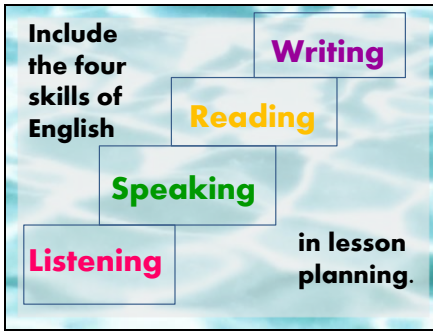 Include
the four
skills of
English
Writing
Reading
Speaking
Listening
in lesson
planning.